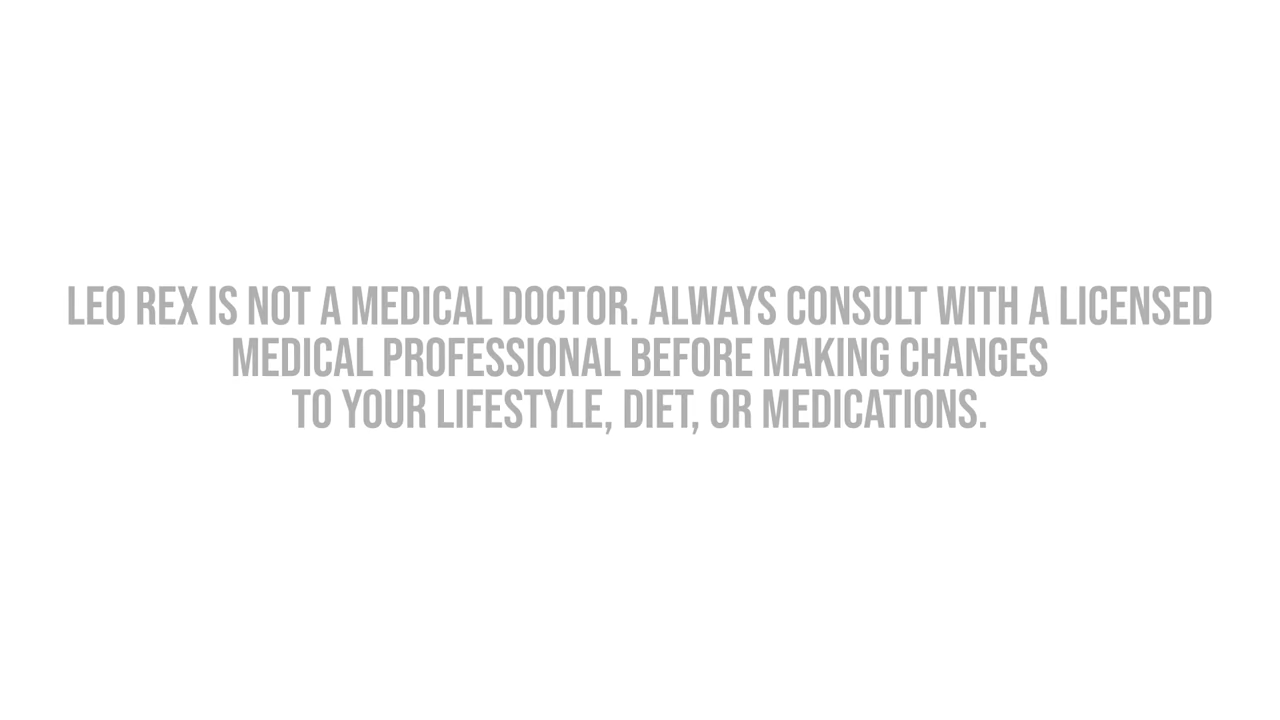 LEO REX IS NOT A MEDICAL DOCTOR. ALWAYS CONSULT WITH A LICENSED
MEDICAL PROFESSIONAL BEFORE MAKING CHANGES
TO YOUR LIFESTYLE, DIET, OR MEDICATIONS.